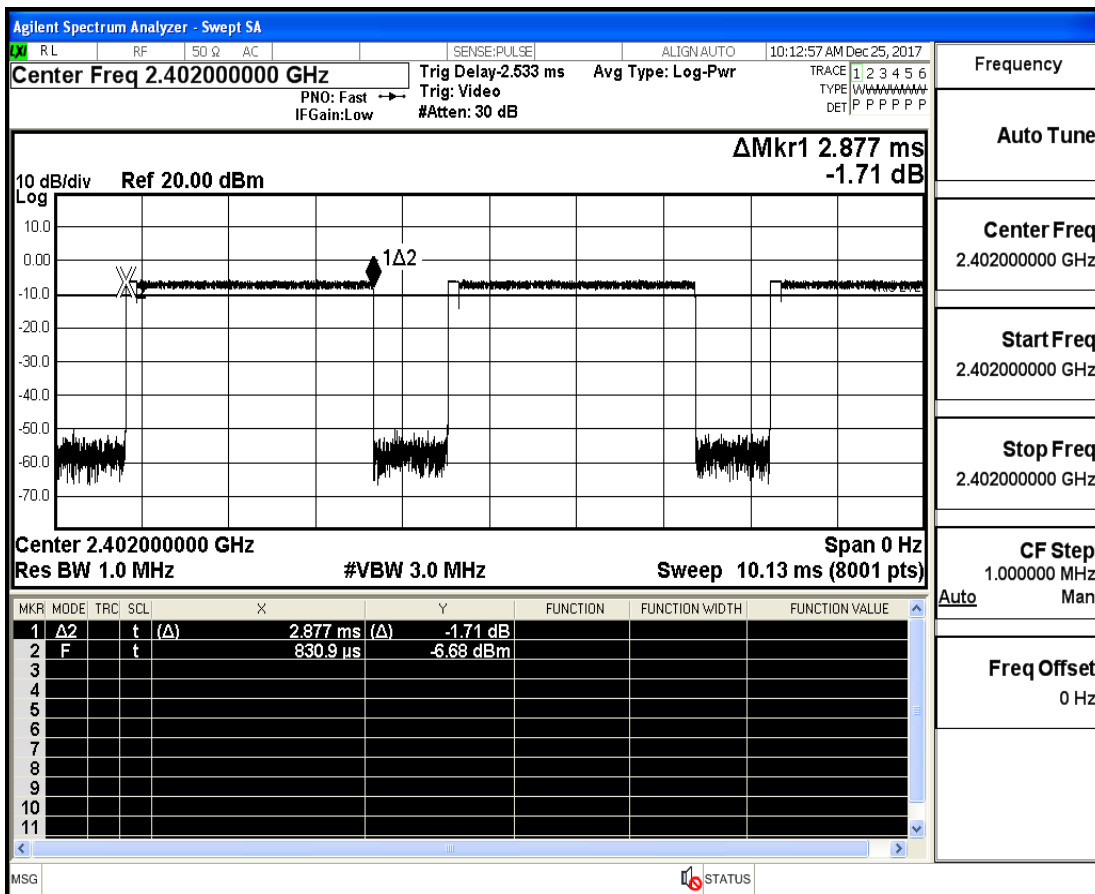 Agilent Spectrum Analyzer - Swept SA
LXI RL RF 50 Ω AC SENSE:PULSE ALIGN AUTO 10:12:57 AM Dec 25, 2017
Center Freq 2.402000000 GHz
PNO: Fast
IFGain:Low
Trig Delay-2.533 ms
Trig: Video
#Atten: 30 dB
Avg Type: Log-Pwr
TRACE 1 2 3 4 5 6
TYPE
DET P P P P P P
ΔMkr1 2.877 ms
-1.71 dB
10 dB/div Ref 20.00 dBm
Log
10.0
0.00
-10.0
-20.0
-30.0
-40.0
-50.0
-60.0
-70.0
1Δ2
Center 2.402000000 GHz Span 0 Hz
Res BW 1.0 MHz #VBW 3.0 MHz Sweep 10.13 ms (8001 pts)
MKR MODE TRC SCL X Y FUNCTION FUNCTION WIDTH FUNCTION VALUE
1 Δ2 t (Δ) 2.877 ms (Δ) -1.71 dB
2 F t 830.9 µs -6.68 dBm
3
4
5
6
7
8
9
10
11
MSG STATUS
Frequency
Auto Tune
Center Freq
2.402000000 GHz
Start Freq
2.402000000 GHz
Stop Freq
2.402000000 GHz
CF Step
1.000000 MHz
Auto Man
Freq Offset
0 Hz